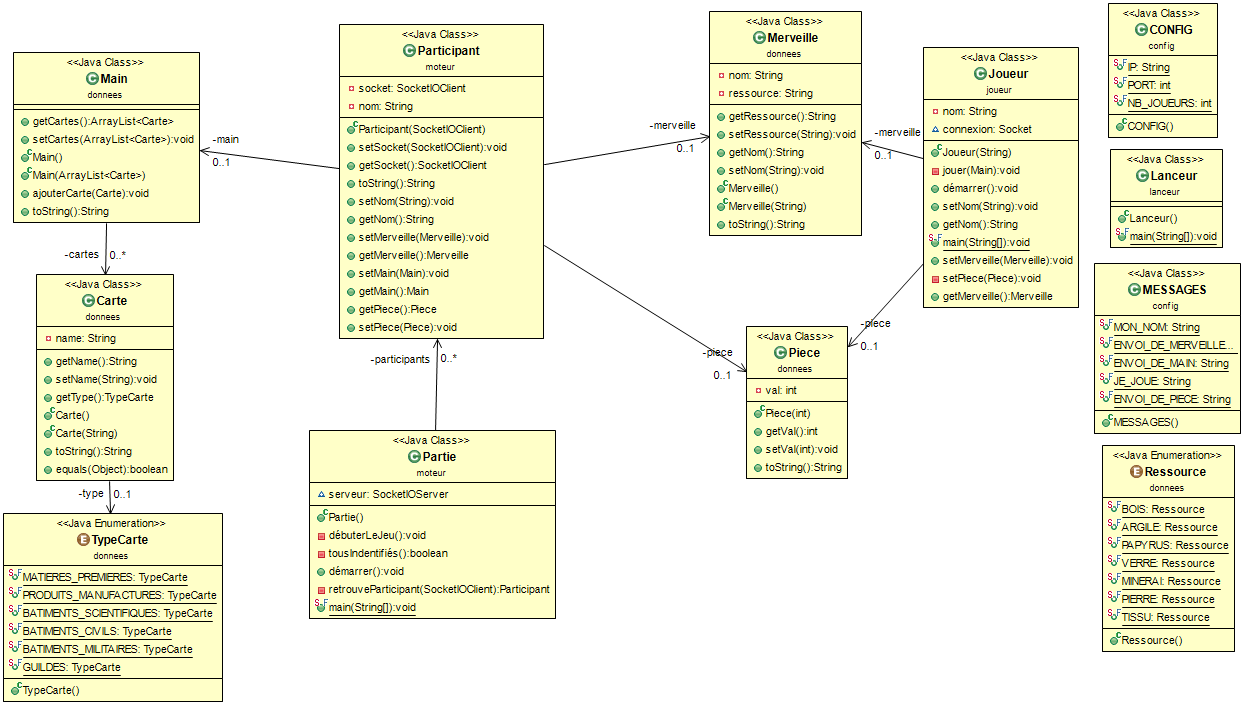 <<Java Class>>
Main
donnees
getCartes():ArrayList<Carte>
setCartes(ArrayList<Carte>):void
Main()
Main(ArrayList<Carte>)
ajouterCarte(Carte):void
toString():String
-main
0..1
-cartes
0..*
<<Java Class>>
Carte
donnees
name: String
getName():String
setName(String):void
getType():TypeCarte
Carte()
Carte(String)
toString():String
equals(Object):boolean
-type
0..1
<<Java Enumeration>>
TypeCarte
donnees
MATIERES_PREMIERES: TypeCarte
PRODUITS_MANUFACTURES: TypeCarte
BATIMENTS_SCIENTIFIQUES: TypeCarte
BATIMENTS_CIVILS: TypeCarte
BATIMENTS_MILITAIRES: TypeCarte
GUILDES: TypeCarte
TypeCarte()
<<Java Class>>
Participant
moteur
socket: SocketIOClient
nom: String
Participant(SocketIOClient)
setSocket(SocketIOClient):void
getSocket():SocketIOClient
toString():String
setNom(String):void
getNom():String
setMerveille(Merveille):void
getMerveille():Merveille
setMain(Main):void
getMain():Main
getPiece():Piece
setPiece(Piece):void
-participants
0..*
<<Java Class>>
Partie
moteur
serveur: SocketIOServer
Partie()
débuterLeJeu():void
tousIndentifiés():boolean
démarrer():void
retrouveParticipant(SocketIOClient):Participant
main(String[]):void
-merveille
0..1
<<Java Class>>
Merveille
donnees
nom: String
ressource: String
getRessource():String
setRessource(String):void
getNom():String
setNom(String):void
Merveille()
Merveille(String)
toString():String
-piece
0..1
<<Java Class>>
Piece
donnees
val: int
Piece(int)
getVal():int
setVal(int):void
toString():String
-merveille
0..1
<<Java Class>>
Joueur
joueur
nom: String
connexion: Socket
Joueur(String)
jouer(Main):void
démarrer():void
setNom(String):void
getNom():String
main(String[]):void
setMerveille(Merveille):void
setPiece(Piece):void
getMerveille():Merveille
-piece
0..1
<<Java Class>>
CONFIG
config
IP: String
PORT: int
NB_JOUEURS: int
CONFIG()
<<Java Class>>
Lanceur
lanceur
Lanceur()
main(String[]):void
<<Java Class>>
MESSAGES
config
MON_NOM: String
ENVOI_DE_MERVEILLE...
ENVOI_DE_MAIN: String
JE_JOUE: String
ENVOI_DE_PIECE: String
MESSAGES()
<<Java Enumeration>>
Ressource
donnees
BOIS: Ressource
ARGILE: Ressource
PAPYRUS: Ressource
VERRE: Ressource
MINERAI: Ressource
PIERRE: Ressource
TISSU: Ressource
Ressource()